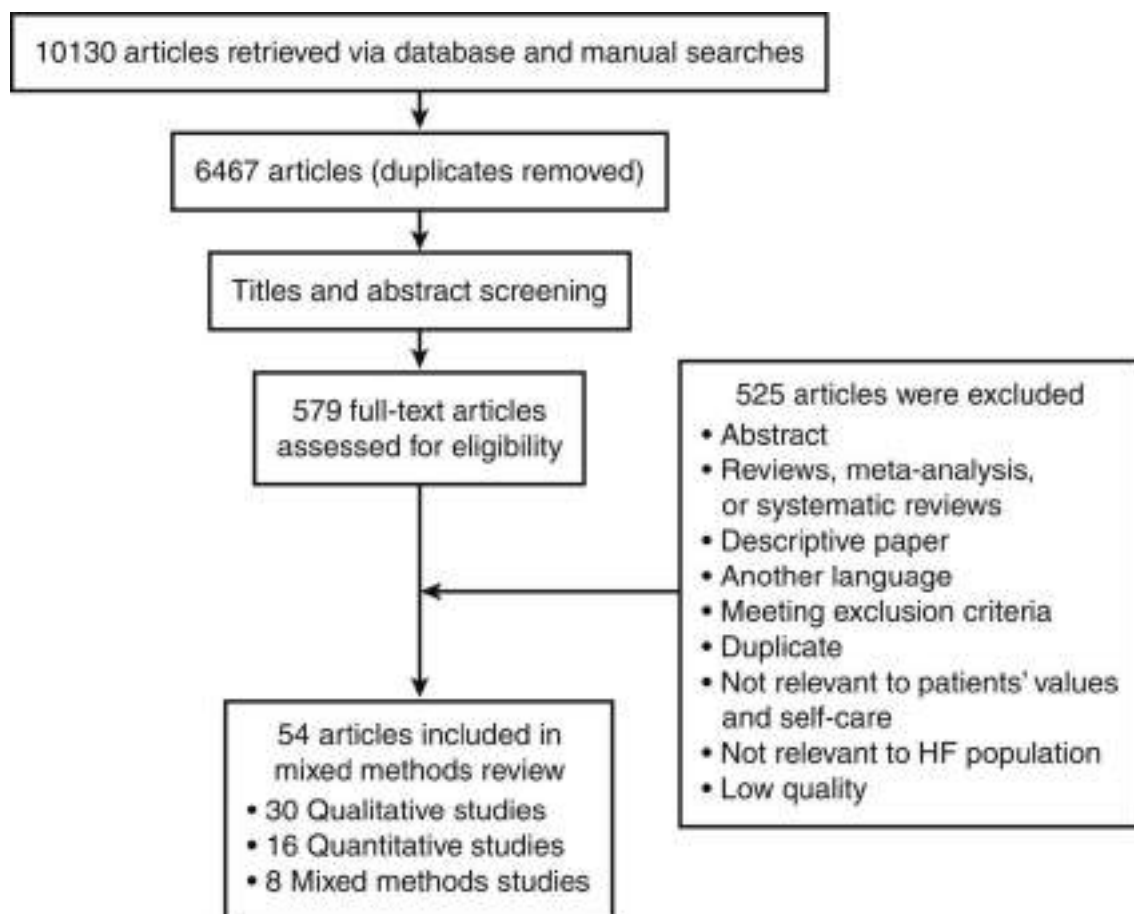 10130 articles retrieved via database and manual searches
6467 articles (duplicates removed)
Titles and abstract screening
579 full-text articles
assessed for eligibility
525 articles were excluded
• Abstract
• Reviews, meta-analysis,
or systematic reviews
• Descriptive paper
• Another language
• Meeting exclusion criteria
• Duplicate
• Not relevant to patients' values
and self-care
• Not relevant to HF population
• Low quality
54 articles included in
mixed methods review
• 30 Qualitative studies
• 16 Quantitative studies
• 8 Mixed methods studies